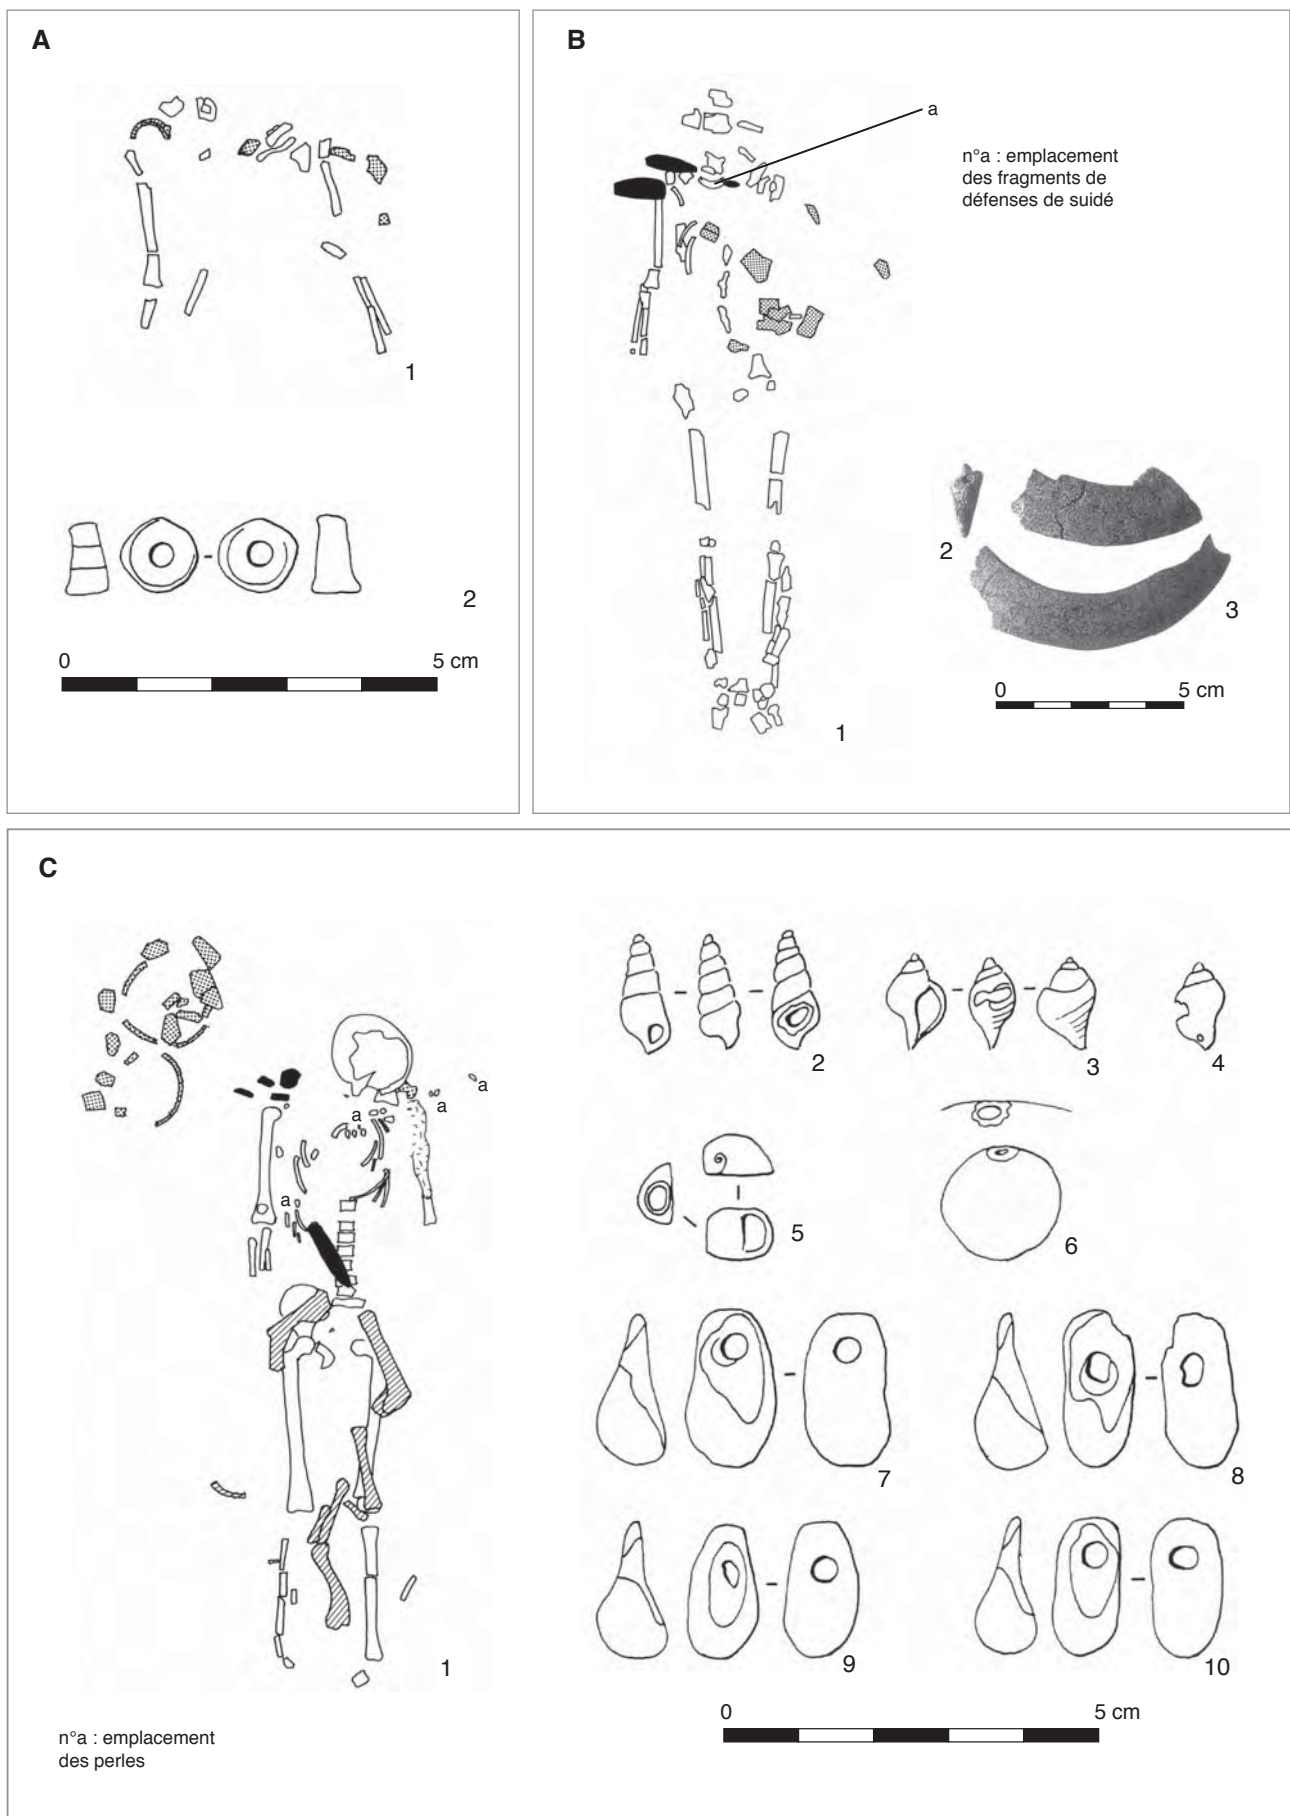 A
1
2
0 5 cm
B
a
n°a : emplacement
des fragments de
défenses de suidé
1
2
3
0 5 cm
C
a
a
a
a
1
n°a : emplacement
des perles
2
3
4
5
6
7
8
9
10
0 5 cm